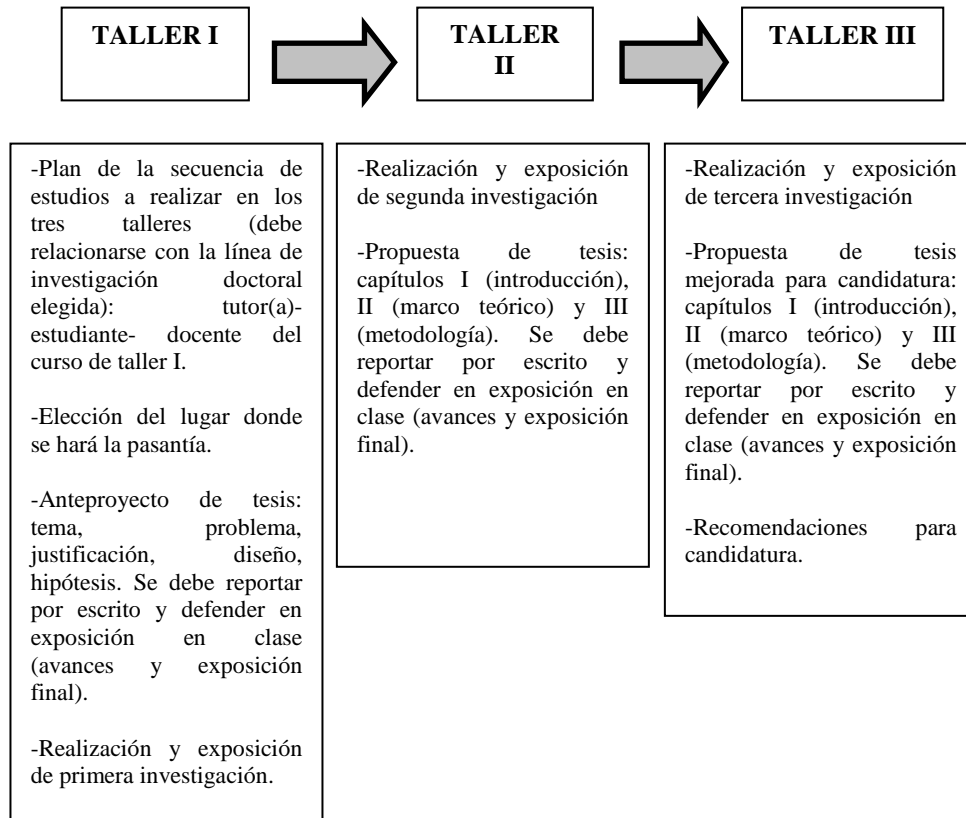 TALLER I
TALLER
II
TALLER III
-Plan de la secuencia de
estudios a realizar en los
tres talleres (debe
relacionarse con la línea de
investigación doctoral
elegida): tutor(a)-
estudiante- docente del
curso de taller I.
-Elección del lugar donde
se hará la pasantía.
-Anteproyecto de tesis:
tema, problema,
justificación, diseño,
hipótesis. Se debe reportar
por escrito y defender en
exposición en clase
(avances y exposición
final).
-Realización y exposición
de primera investigación.
-Realización y exposición
de segunda investigación
-Propuesta de tesis:
capítulos I (introducción),
II (marco teórico) y III
(metodología). Se debe
reportar por escrito y
defender en exposición en
clase (avances y exposición
final).
-Realización y exposición
de tercera investigación
-Propuesta de tesis
mejorada para candidatura:
capítulos I (introducción),
II (marco teórico) y III
(metodología). Se debe
reportar por escrito y
defender en exposición en
clase (avances y exposición
final).
-Recomendaciones para
candidatura.